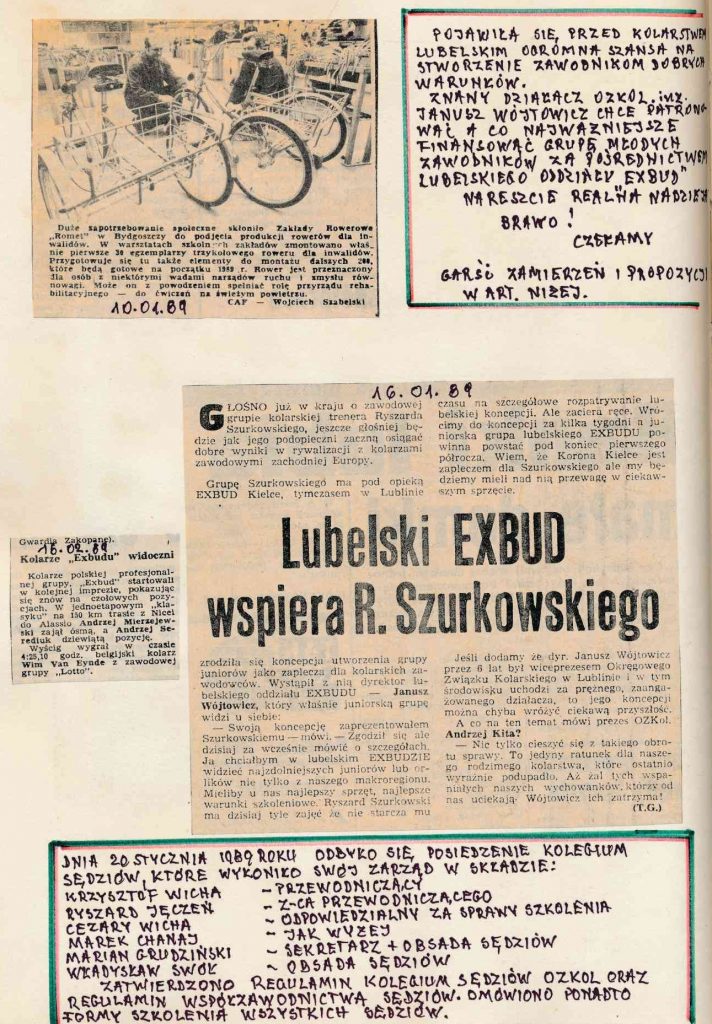 POJAWIŁA SIĘ PRZED KOLARSTWEM
LUBELSKIM OGROMNA SZANSA NA
STWORZENIE ZAWODNIKOM DOBRYCH
WARUNKÓW.
ZNANY DZIAŁACZ OZKOL, inż.
JANUSZ WÓJTOWICZ CHCE PATRONO
WAĆ A CO NAJWAŻNIEJSZE
FINANSOWAĆ GRUPĘ MŁODYCH
ZAWODNIKÓW ZA POŚREDNICTWEM
LUBELSKIEGO ODDZIAŁU EXBUD"
NARESZCIE REALNA NADZIEJA
BRAWO!
CZEKAMY
GARŚĆ ZAMIERZEŃ I PROPOZYCJI
W ART. NIŻEJ.
Duże zapotrzebowanie społeczne skłoniło Zakłady Rowerowe
„Romet" w Bydgoszczy do podjęcia produkcji rowerów dla in-
walidów. W warsztatach szkolnych zakładów zmontowano właś-
nie pierwsze 30 egzemplarzy trzykołowego roweru dla inwalidów.
Przygotowuje się tu także elementy do montażu dalszych 200,
które będą gotowe na początku 1989 r. Rower jest przeznaczony
dla osób z niektórymi wadami narządów ruchu i zmysłu rów-
nowagi. Może on z powodzeniem spełniać rolę przyrządu reha-
bilitacyjnego — do ćwiczeń na świeżym powietrzu.
CAF — Wojciech Szabelski
10.01.89
16.01.89
GŁOŚNO już w kraju o zawodowej
grupie kolarskiej trenera Ryszarda
Szurkowskiego, jeszcze głośniej bę-
dzie jak jego podopieczni zaczną osiągać
dobre wyniki w rywalizacji z kolarzami
zawodowymi zachodniej Europy.
Grupę Szurkowskiego ma pod opieką
EXBUD Kielce, tymczasem w Lublinie
czasu na szczegółowe rozpatrywanie lu-
belskiej koncepcji. Ale zaciera ręce. Wró-
cimy do koncepcji za kilka tygodni a ju-
niorska grupa lubelskiego EXBUDU po-
winna powstać pod koniec pierwszego
półrocza. Wiem, że Korona Kielce jest
zapleczem dla Szurkowskiego ale my bę-
dziemy mieli nad nią przewagę w ciekaw-
szym sprzęcie.
Lubelski EXBUD
wspiera R. Szurkowskiego
Gwardia Zakopane).
16.02.89
Kolarze „Exbudu" widoczni
Kolarze polskiej profesjonal-
nej grupy, „Exbud" startowali
w kolejnej imprezie, pokazując
się znów na czołowych pozy-
cjach. W jednoetapowym „kla-
syku" na 150 km trasie z Nicei
do Alassio Andrzej Mierzejew-
ski zajął ósmą, a Andrzej Se-
rediuk dziewiątą pozycję.
Wyścig wygrał w czasie
4:25,10 godz. belgijski kolarz
Wim Van Eynde z zawodowej
grupy „Lotto".
zrodziła się koncepcja utworzenia grupy
juniorów jako zaplecza dla kolarskich za-
wodowców. Wystąpił z nią dyrektor lu-
belskiego oddziału EXBUDU — Janusz
Wójtowicz, który właśnie juniorską grupę
widzi u siebie:
— Swoją koncepcję zaprezentowałem
Szurkowskiemu — mówi. — Zgodził się ale
dzisiaj za wcześnie mówić o szczegółach.
Ja chciałbym w lubelskim EXBUDZIE
widzieć najzdolniejszych juniorów lub or-
lików nie tylko z naszego makroregionu.
Mieliby u nas najlepszy sprzęt, najlepsze
warunki szkoleniowe. Ryszard Szurkowski
ma dzisiaj tyle zajęć że nie starcza mu
Jeśli dodamy że dyr. Janusz Wójtowicz
przez 6 lat był wiceprezesem Okręgowego
Związku Kolarskiego w Lublinie i w tym
środowisku uchodzi za prężnego, zaanga-
żowanego działacza, to jego koncepcji
można chyba wróżyć ciekawą przyszłość.
A co na ten temat mówi prezes OZKol.
Andrzej Kita?
— Nic tylko cieszyć się z takiego obro-
tu sprawy. To jedyny ratunek dla nasze-
go rodzimego kolarstwa, które ostatnio
wyraźnie podupadło. Aż żal tych wspa-
niałych naszych wychowanków, którzy od
nas uciekają. Wójtowicz ich zatrzyma!
(T.G.)
DNIA 20 STYCZNIA 1989 ROKU ODBYŁO SIĘ POSIEDZENIE KOLEGIUM
SĘDZIÓW, KTÓRE WYŁONIŁO SWÓJ ZARZĄD W SKŁADZIE:
KRZYSZTOF WICHA - PRZEWODNICZĄCY
RYSZARD JĘCZEŃ - Z-CA PRZEWODNICZĄCEGO
CEZARY WICHA - ODPOWIEDZIALNY ZA SPRAWY SZKOLENIA
MAREK CHANAJ - JAK WYŻEJ
MARIAN GRUDZIŃSKI - SEKRETARZ + OBSADA SĘDZIÓW
WŁADYSŁAW SWÓŁ - OBSADA SĘDZIÓW
ZATWIERDZONO REGULAMIN KOLEGIUM SĘDZIÓW OZKOL ORAZ
REGULAMIN WSPÓŁZAWODNICTWA SĘDZIÓW. OMÓWIONO PONADTO
FORMY SZKOLENIA WSZYSTKICH SĘDZIÓW.